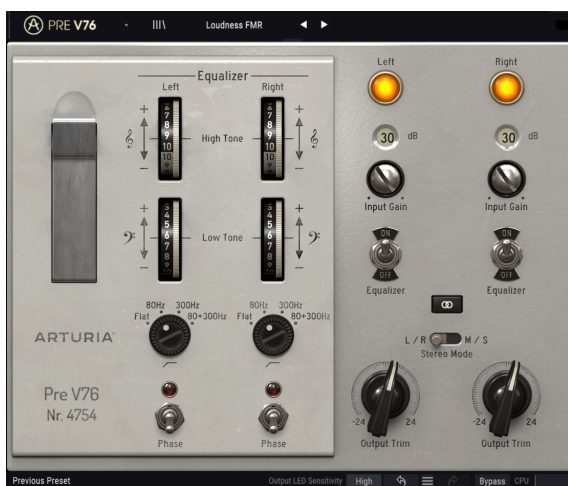 PRE V76
Loudness FMR
Equalizer
Left Right
High Tone
Low Tone
80Hz 300Hz
Flat 80+300Hz
80Hz 300Hz
Flat 80+300Hz
ARTURIA
Pre V76
Nr. 4754
Phase Phase
Left Right
30 dB 30 dB
Input Gain Input Gain
ON ON
OFF OFF
Equalizer Equalizer
L / R M / S
Stereo Mode
-24 24 -24 24
Output Trim Output Trim
Previous Preset
Output LED Sensitivity High
Bypass CPU